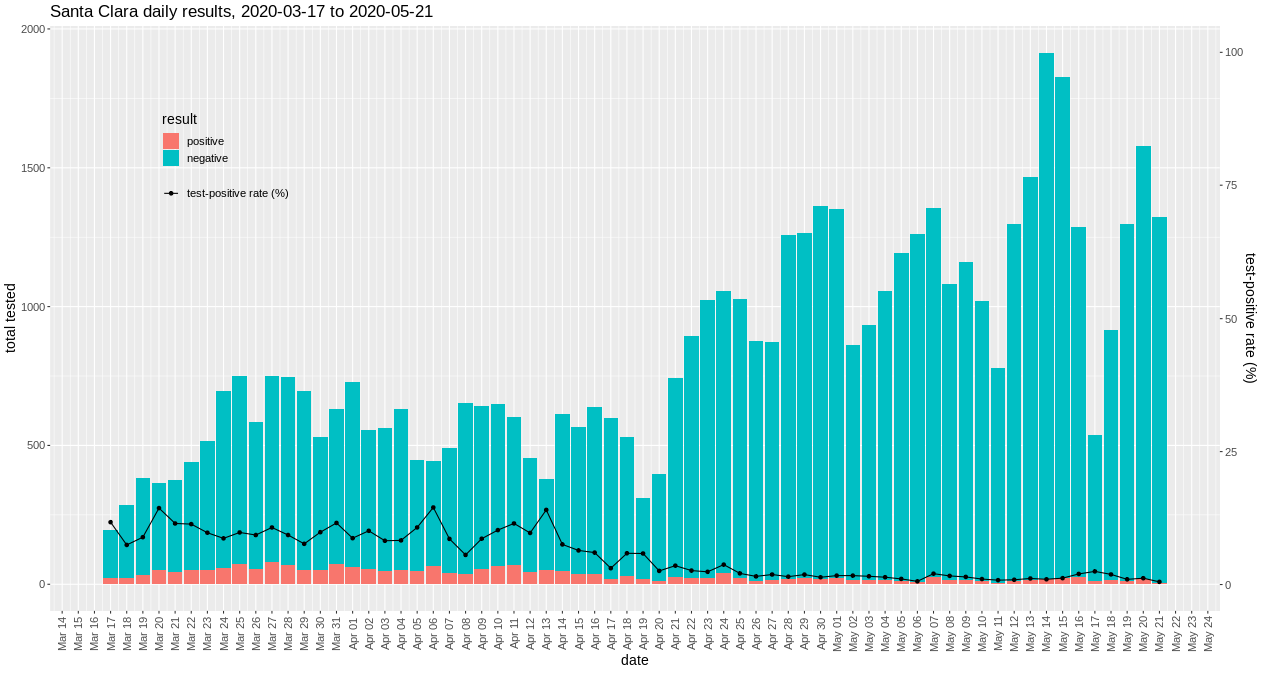 Santa Clara daily results, 2020-03-17 to 2020-05-21
2000
1500
1000
500
0
total tested
result
positive
negative
test-positive rate (%)
100
75
50
25
0
test-positive rate (%)
Mar 14
Mar 15
Mar 16
Mar 17
Mar 18
Mar 19
Mar 20
Mar 21
Mar 22
Mar 23
Mar 24
Mar 25
Mar 26
Mar 27
Mar 28
Mar 29
Mar 30
Mar 31
Apr 01
Apr 02
Apr 03
Apr 04
Apr 05
Apr 06
Apr 07
Apr 08
Apr 09
Apr 10
Apr 11
Apr 12
Apr 13
Apr 14
Apr 15
Apr 16
Apr 17
Apr 18
Apr 19
Apr 20
Apr 21
Apr 22
Apr 23
Apr 24
Apr 25
Apr 26
Apr 27
Apr 28
Apr 29
Apr 30
May 01
May 02
May 03
May 04
May 05
May 06
May 07
May 08
May 09
May 10
May 11
May 12
May 13
May 14
May 15
May 16
May 17
May 18
May 19
May 20
May 21
May 22
May 23
May 24
date